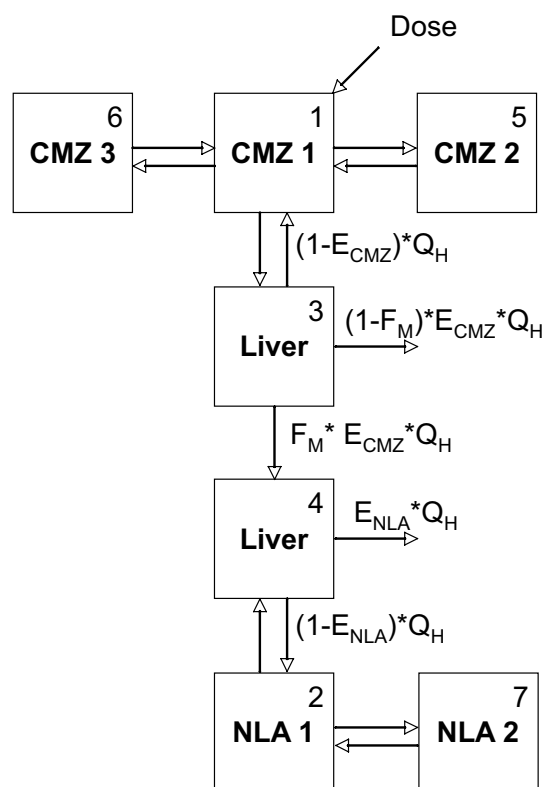 Dose
6
CMZ 3
1
CMZ 1
5
CMZ 2
(1-E_CMZ)*Q_H
3
Liver
(1-F_M)*E_CMZ*Q_H
F_M* E_CMZ*Q_H
4
Liver
E_NLA*Q_H
(1-E_NLA)*Q_H
2
NLA 1
7
NLA 2